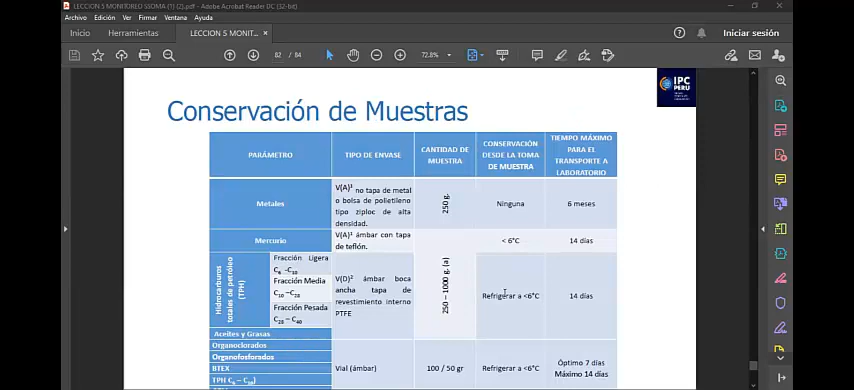 LECCION 5 MONITOREO SSOMA (1) (2).pdf - Adobe Acrobat Reader DC (32-bit)
Archivo Edición Ver Firmar Ventana Ayuda
Inicio Herramientas LECCION 5 MONIT... × Iniciar sesión
82 / 84 72.8%
IPC
PERU
Conservación de Muestras
PARÁMETRO
TIPO DE ENVASE
CANTIDAD DE
MUESTRA
CONSERVACIÓN
DESDE LA TOMA
DE MUESTRA
TIEMPO MÁXIMO
PARA EL
TRANSPORTE A
LABORATORIO
Metales
V(A)¹ no tapa de metal
o bolsa de polietileno
tipo ziploc de alta
densidad.
250 g.
Ninguna
6 meses
Mercurio
V(A)¹ ámbar con tapa
de teflón.
< 6°C
14 días
Hidrocarburos
totales de petróleo
(TPH)
Fracción Ligera
C₆ -C₁₀
Fracción Media
C₁₀ –C₂₈
Fracción Pesada
C₂₈ – C₄₀
V(D)² ámbar boca
ancha tapa de
revestimiento interno
PTFE
250 – 1000 g. (a)
Refrigerar a <6°C
14 días
Aceites y Grasas
Organoclorados
Organofosforados
BTEX
TPH C₆ – C₁₀)
Vial (ámbar)
100 / 50 gr
Refrigerar a <6°C
Óptimo 7 días
Máximo 14 días